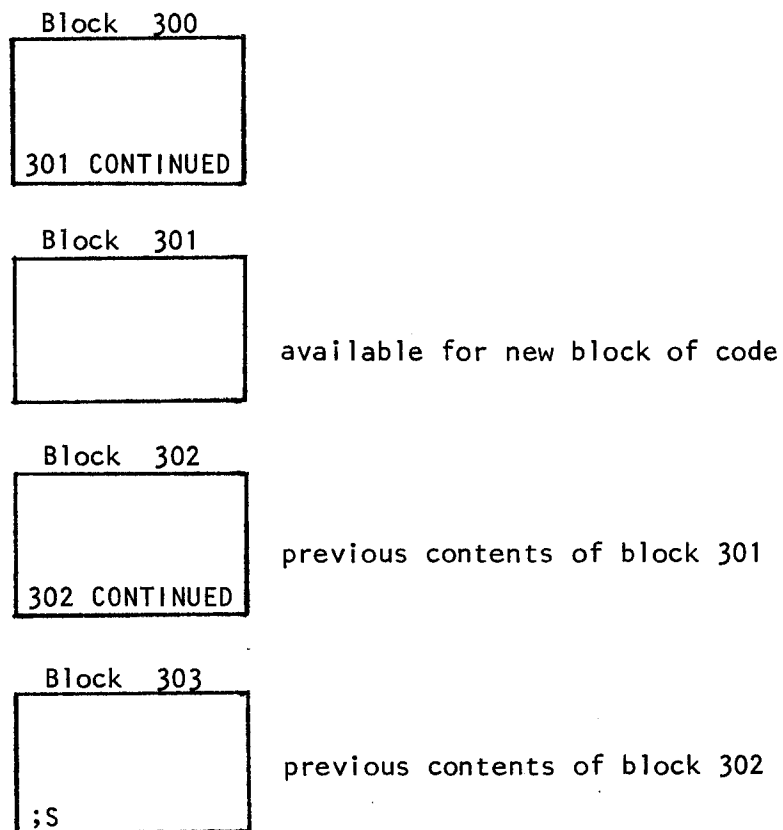 Block 300
301 CONTINUED
Block 301
available for new block of code
Block 302
previous contents of block 301
302 CONTINUED
Block 303
previous contents of block 302
;S